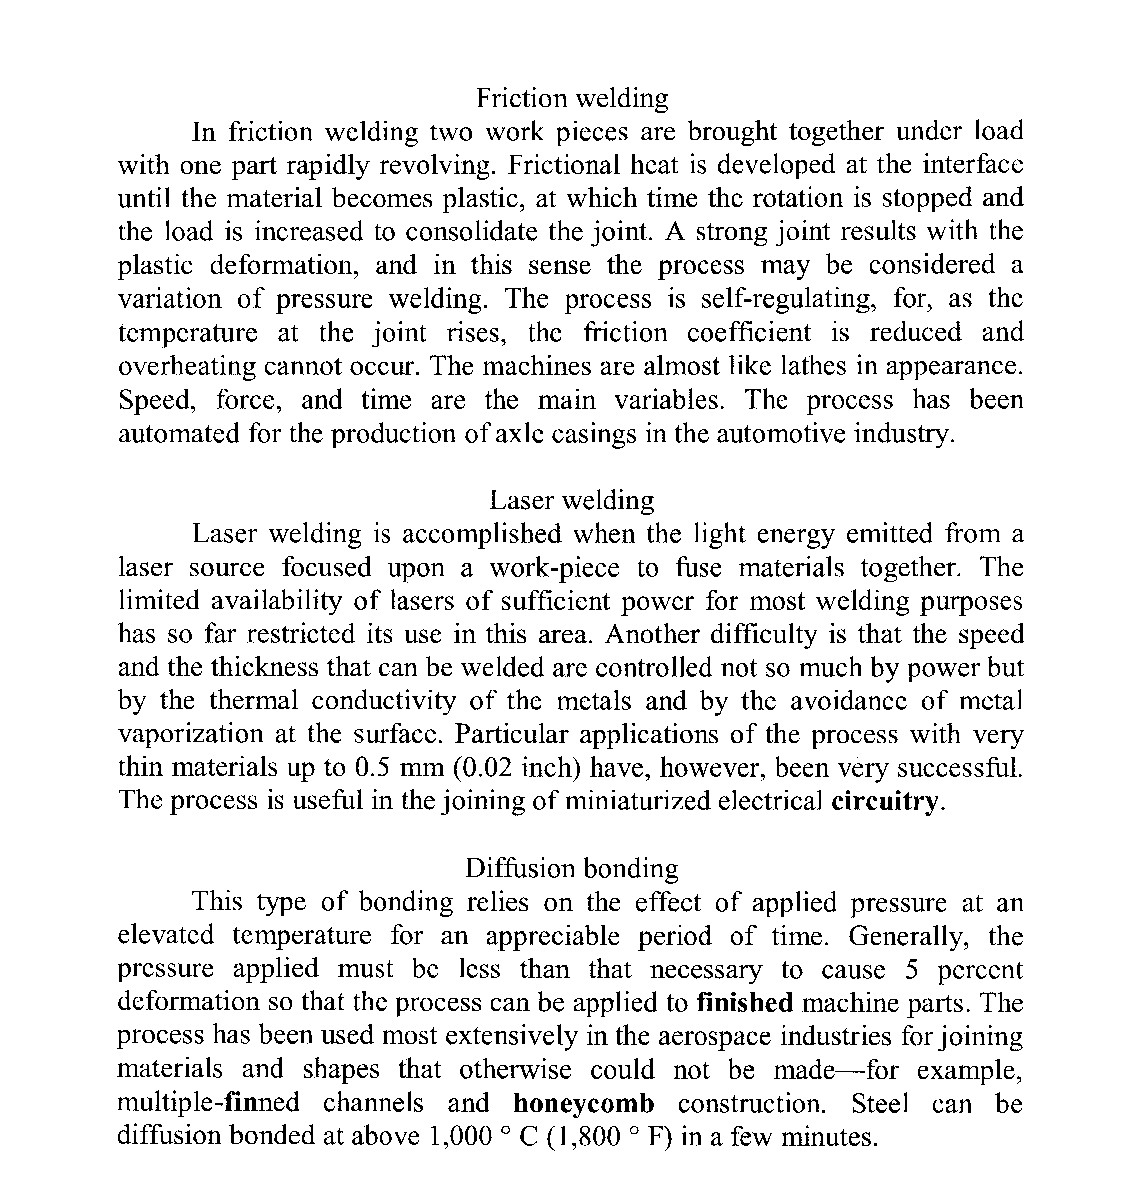 Friction welding
In friction welding two work pieces are brought together under load
with one part rapidly revolving. Frictional heat is developed at the interface
until the material becomes plastic, at which time the rotation is stopped and
the load is increased to consolidate the joint. A strong joint results with the
plastic deformation, and in this sense the process may be considered a
variation of pressure welding. The process is self-regulating, for, as the
temperature at the joint rises, the friction coefficient is reduced and
overheating cannot occur. The machines are almost like lathes in appearance.
Speed, force, and time are the main variables. The process has been
automated for the production of axle casings in the automotive industry.
Laser welding
Laser welding is accomplished when the light energy emitted from a
laser source focused upon a work-piece to fuse materials together. The
limited availability of lasers of sufficient power for most welding purposes
has so far restricted its use in this area. Another difficulty is that the speed
and the thickness that can be welded are controlled not so much by power but
by the thermal conductivity of the metals and by the avoidance of metal
vaporization at the surface. Particular applications of the process with very
thin materials up to 0.5 mm (0.02 inch) have, however, been very successful.
The process is useful in the joining of miniaturized electrical circuitry.
Diffusion bonding
This type of bonding relies on the effect of applied pressure at an
elevated temperature for an appreciable period of time. Generally, the
pressure applied must be less than that necessary to cause 5 percent
deformation so that the process can be applied to finished machine parts. The
process has been used most extensively in the aerospace industries for joining
materials and shapes that otherwise could not be made—for example,
multiple-finned channels and honeycomb construction. Steel can be
diffusion bonded at above 1,000 ° C (1,800 ° F) in a few minutes.